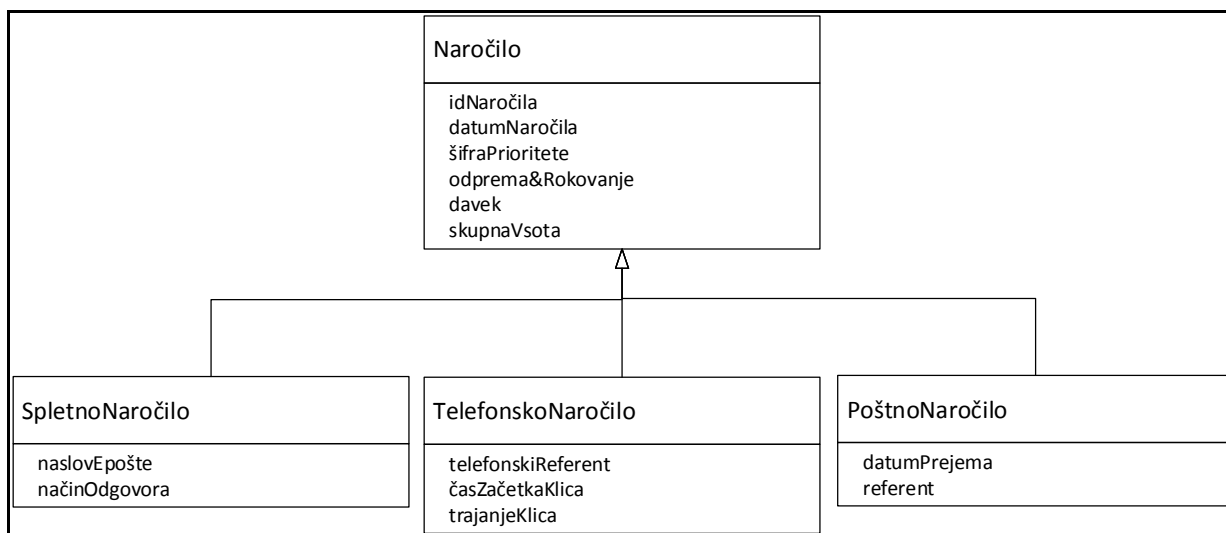 Naročilo
idNaročila
datumNaročila
šifraPrioritete
odprema&Rokovanje
davek
skupnaVsota
SpletnoNaročilo
naslovEpošte
načinOdgovora
TelefonskoNaročilo
telefonskiReferent
časZačetkaKlica
trajanjeKlica
PoštnoNaročilo
datumPrejema
referent